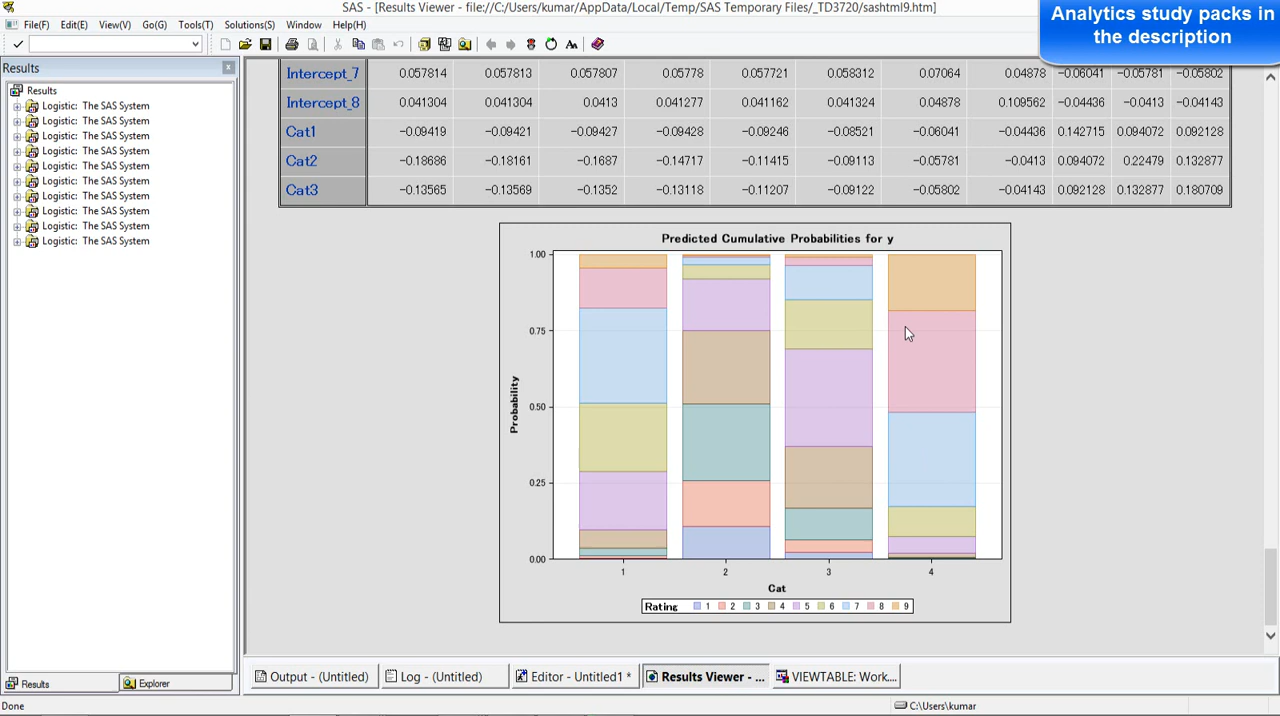 SAS - [Results Viewer - file://C:/Users/kumar/AppData/Local/Temp/SAS Temporary Files/_TD3720/sashtml9.htm]
Analytics study packs in
the description
File(F) Edit(E) View(V) Go(G) Tools(T) Solutions(S) Window Help(H)
Results
Results
Logistic: The SAS System
Logistic: The SAS System
Logistic: The SAS System
Logistic: The SAS System
Logistic: The SAS System
Logistic: The SAS System
Logistic: The SAS System
Logistic: The SAS System
Logistic: The SAS System
Logistic: The SAS System
Intercept_7 0.057814 0.057813 0.057807 0.05778 0.057721 0.058312 0.07064 0.04878 -0.06041 -0.05781 -0.05802
Intercept_8 0.041304 0.041304 0.0413 0.041277 0.041162 0.041324 0.04878 0.109562 -0.04436 -0.0413 -0.04143
Cat1 -0.09419 -0.09421 -0.09427 -0.09428 -0.09246 -0.08521 -0.06041 -0.04436 0.142715 0.094072 0.092128
Cat2 -0.18686 -0.18161 -0.1687 -0.14717 -0.11415 -0.09113 -0.05781 -0.0413 0.094072 0.22479 0.132877
Cat3 -0.13565 -0.13569 -0.1352 -0.13118 -0.11207 -0.09122 -0.05802 -0.04143 0.092128 0.132877 0.180709
Predicted Cumulative Probabilities for y
1.00
0.75
0.50
0.25
0.00
Probability
1 2 3 4
Cat
Rating 1 2 3 4 5 6 7 8 9
Results Explorer
Output - (Untitled) Log - (Untitled) Editor - Untitled1 * Results Viewer - ... VIEWTABLE: Work....
Done C:\Users\kumar